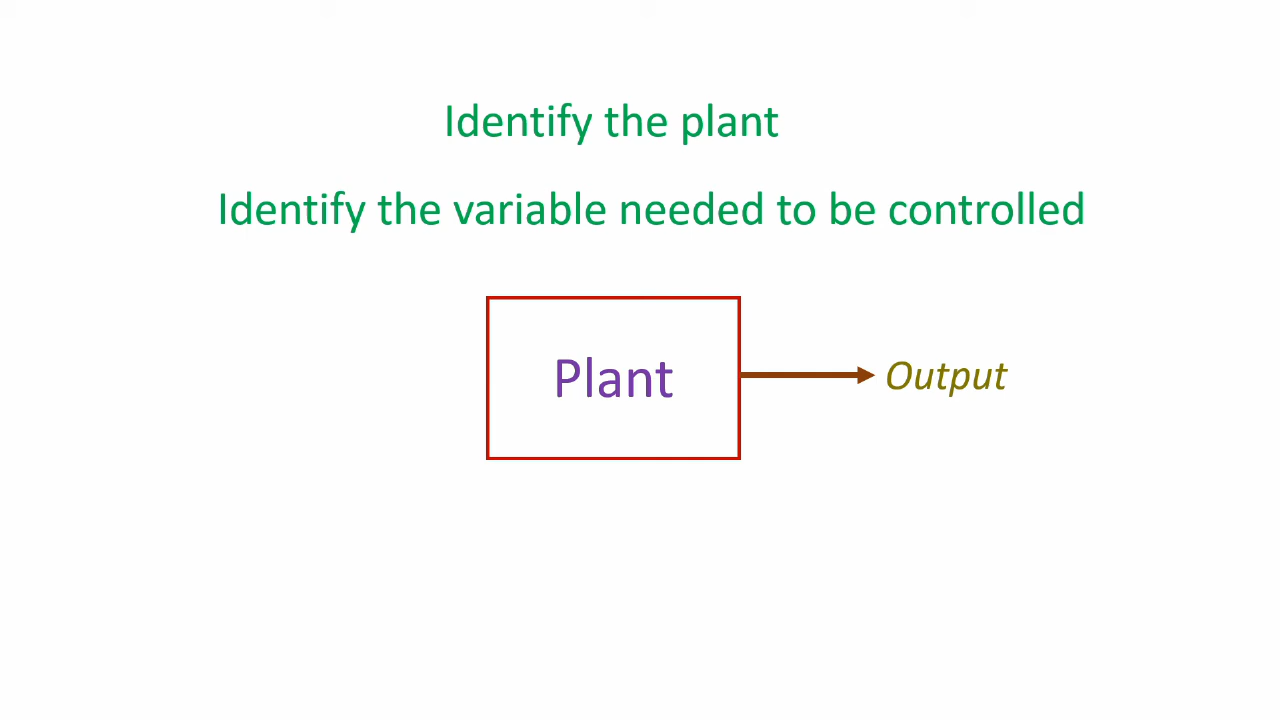 Identify the plant
Identify the variable needed to be controlled
Plant
Output